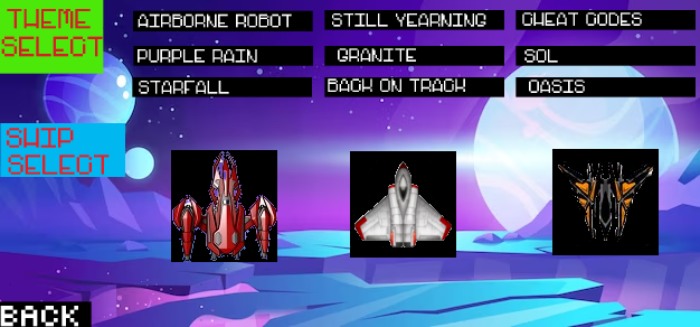 THEME
SELECT
AIRBORNE ROBOT
STILL YEARNING
CHEAT CODES
PURPLE RAIN
GRANITE
SOL
STARFALL
BACK ON TRACK
OASIS
SHIP
SELECT
BACK